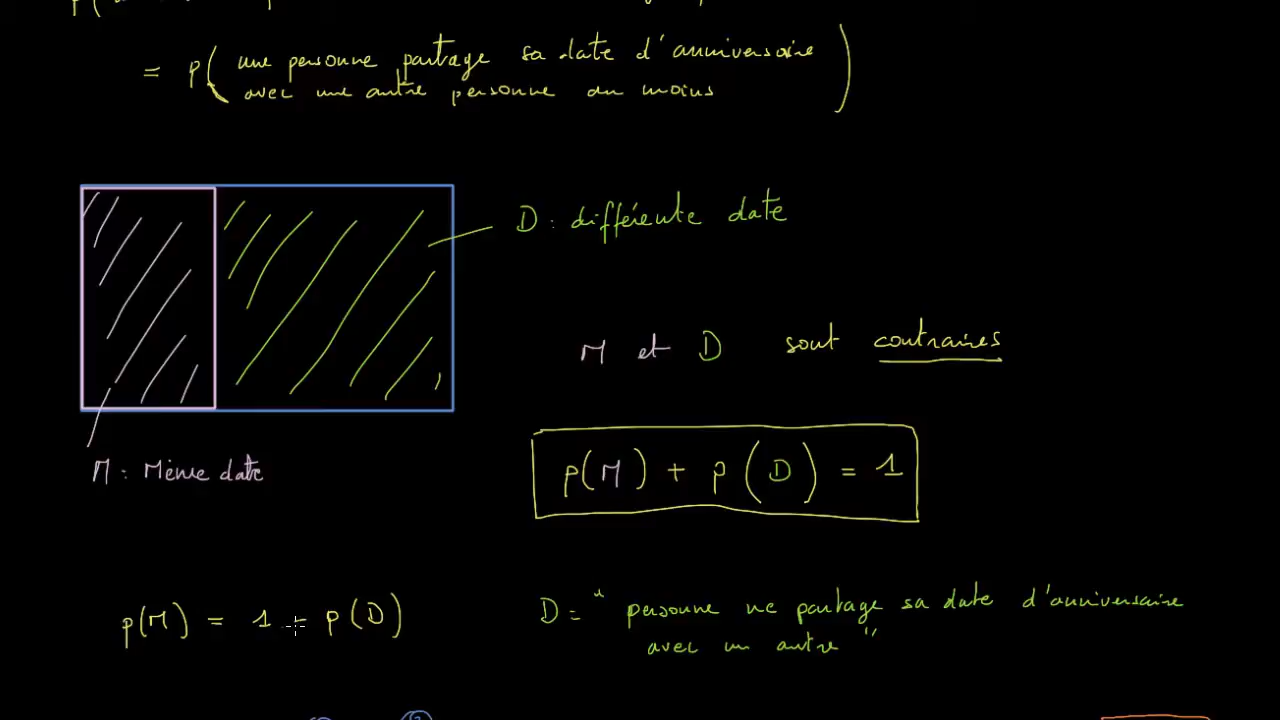 = p( une personne partage sa date d'anniversaire
avec une autre personne au moins )
D : différente date
M et D sont contraires
M : Même date
p(M) + p(D) = 1
p(M) = 1 - p(D)
D = " personne ne partage sa date d'anniversaire
avec un autre "